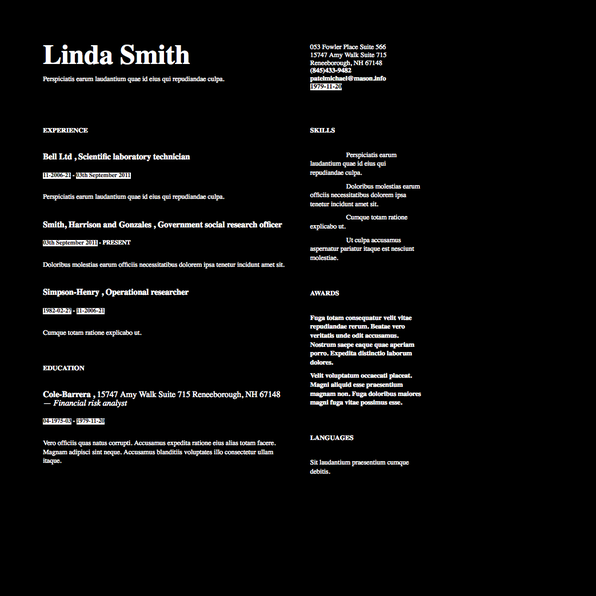 Linda Smith
Perspiciatis earum laudantium quae id eius qui repudiandae culpa.
053 Fowler Place Suite 566
15747 Amy Walk Suite 715
Reneeborough, NH 67148
(845)433-9482
patelmichael@mason.info
1979-11-20
EXPERIENCE
Bell Ltd , Scientific laboratory technician
11-2006-21 - 03th September 2011
Perspiciatis earum laudantium quae id eius qui repudiandae culpa.
Smith, Harrison and Gonzales , Government social research officer
03th September 2011 - PRESENT
Doloribus molestias earum officiis necessitatibus dolorem ipsa tenetur incidunt amet sit.
Simpson-Henry , Operational researcher
1982-02-21 - 11-2006-21
Cumque totam ratione explicabo ut.
EDUCATION
Cole-Barrera , 15747 Amy Walk Suite 715 Reneeborough, NH 67148
— Financial risk analyst
04-1975-03 - 1979-11-20
Vero officiis quas natus corrupti. Accusamus expedita ratione eius alias totam facere.
Magnam adipisci sint neque. Accusamus blanditiis voluptates illo consectetur ullam
itaque.
SKILLS
Perspiciatis earum
laudantium quae id eius qui
repudiandae culpa.
Doloribus molestias earum
officiis necessitatibus dolorem ipsa
tenetur incidunt amet sit.
Cumque totam ratione
explicabo ut.
Ut culpa accusamus
aspernatur pariatur itaque est nesciunt
molestiae.
AWARDS
Fuga totam consequatur velit vitae
repudiandae rerum. Beatae vero
veritatis unde odit accusamus.
Nostrum saepe eaque quae aperiam
porro. Expedita distinctio laborum
dolores.
Velit voluptatum occaecati placeat.
Magni aliquid esse praesentium
magnam non. Fuga doloribus maiores
magni fuga vitae possimus esse.
LANGUAGES
Sit laudantium praesentium cumque
debitis.